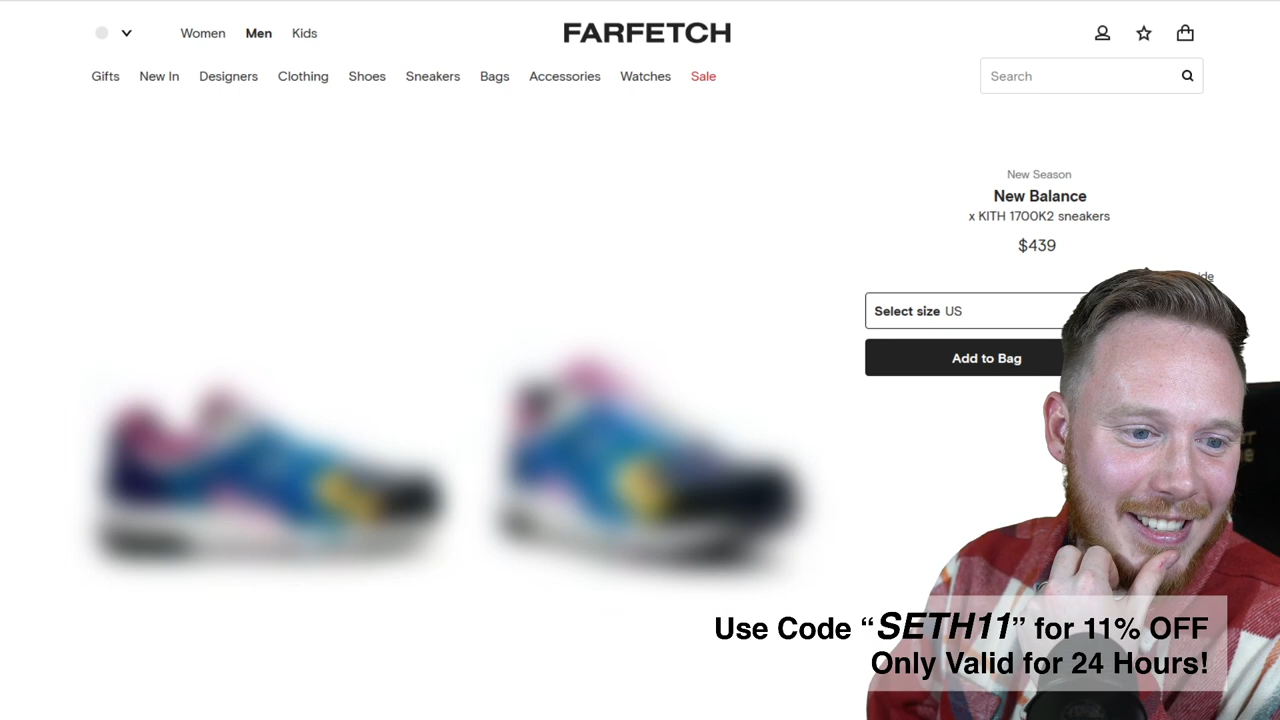 Women Men Kids
FARFETCH
Gifts New In Designers Clothing Shoes Sneakers Bags Accessories Watches Sale
Search
New Season
New Balance
x KITH 1700K2 sneakers
$439
Select size US
Add to Bag
Use Code “SETH11” for 11% OFF
Only Valid for 24 Hours!